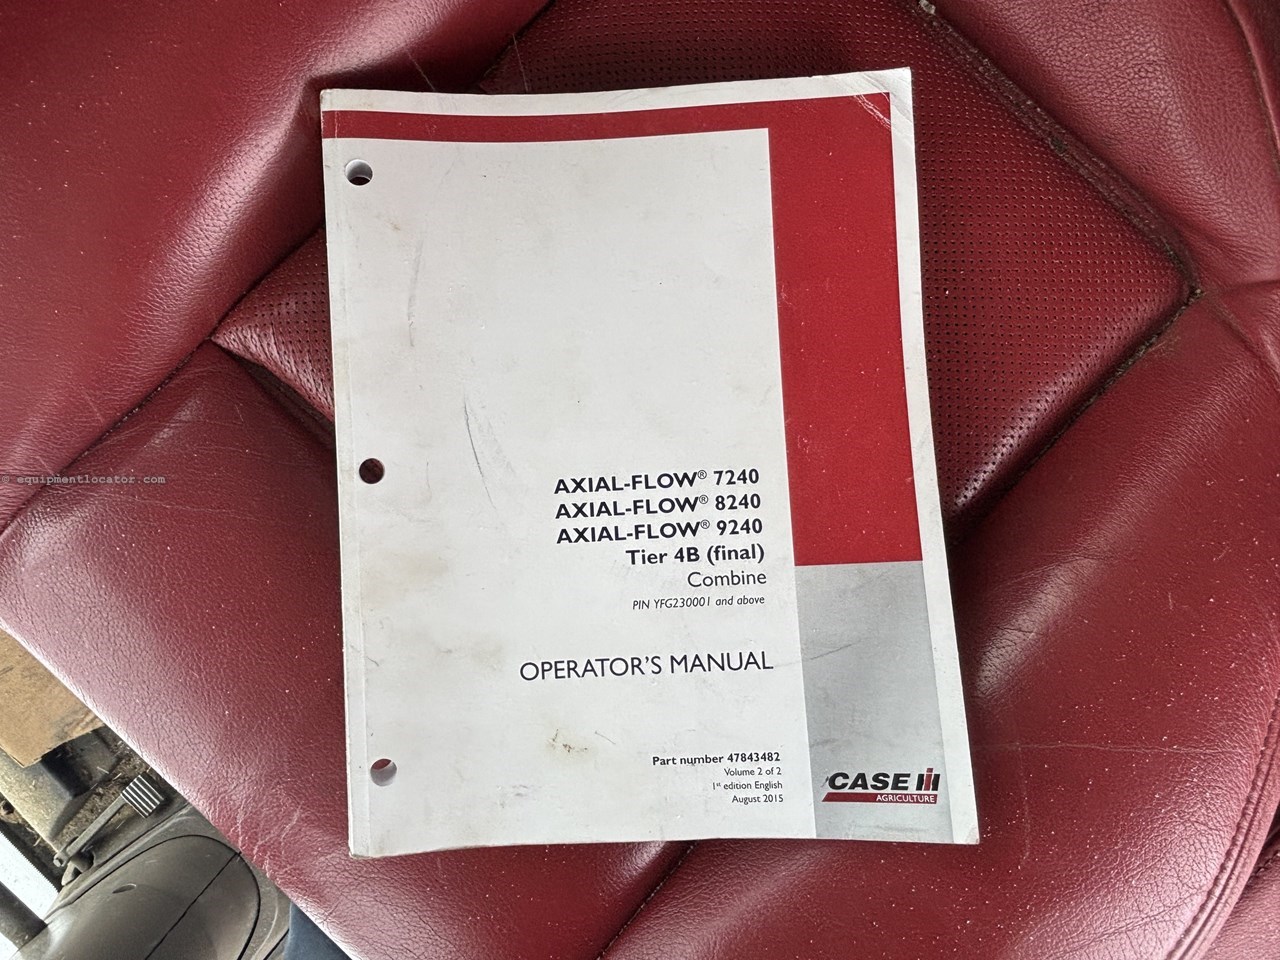 AXIAL-FLOW® 7240
AXIAL-FLOW® 8240
AXIAL-FLOW® 9240
Tier 4B (final)
Combine
PIN YFG230001 and above
OPERATOR'S MANUAL
Part number 47843482
Volume 2 of 2
1st edition English
August 2015
CASE IH
AGRICULTURE
© equipmentlocator.com